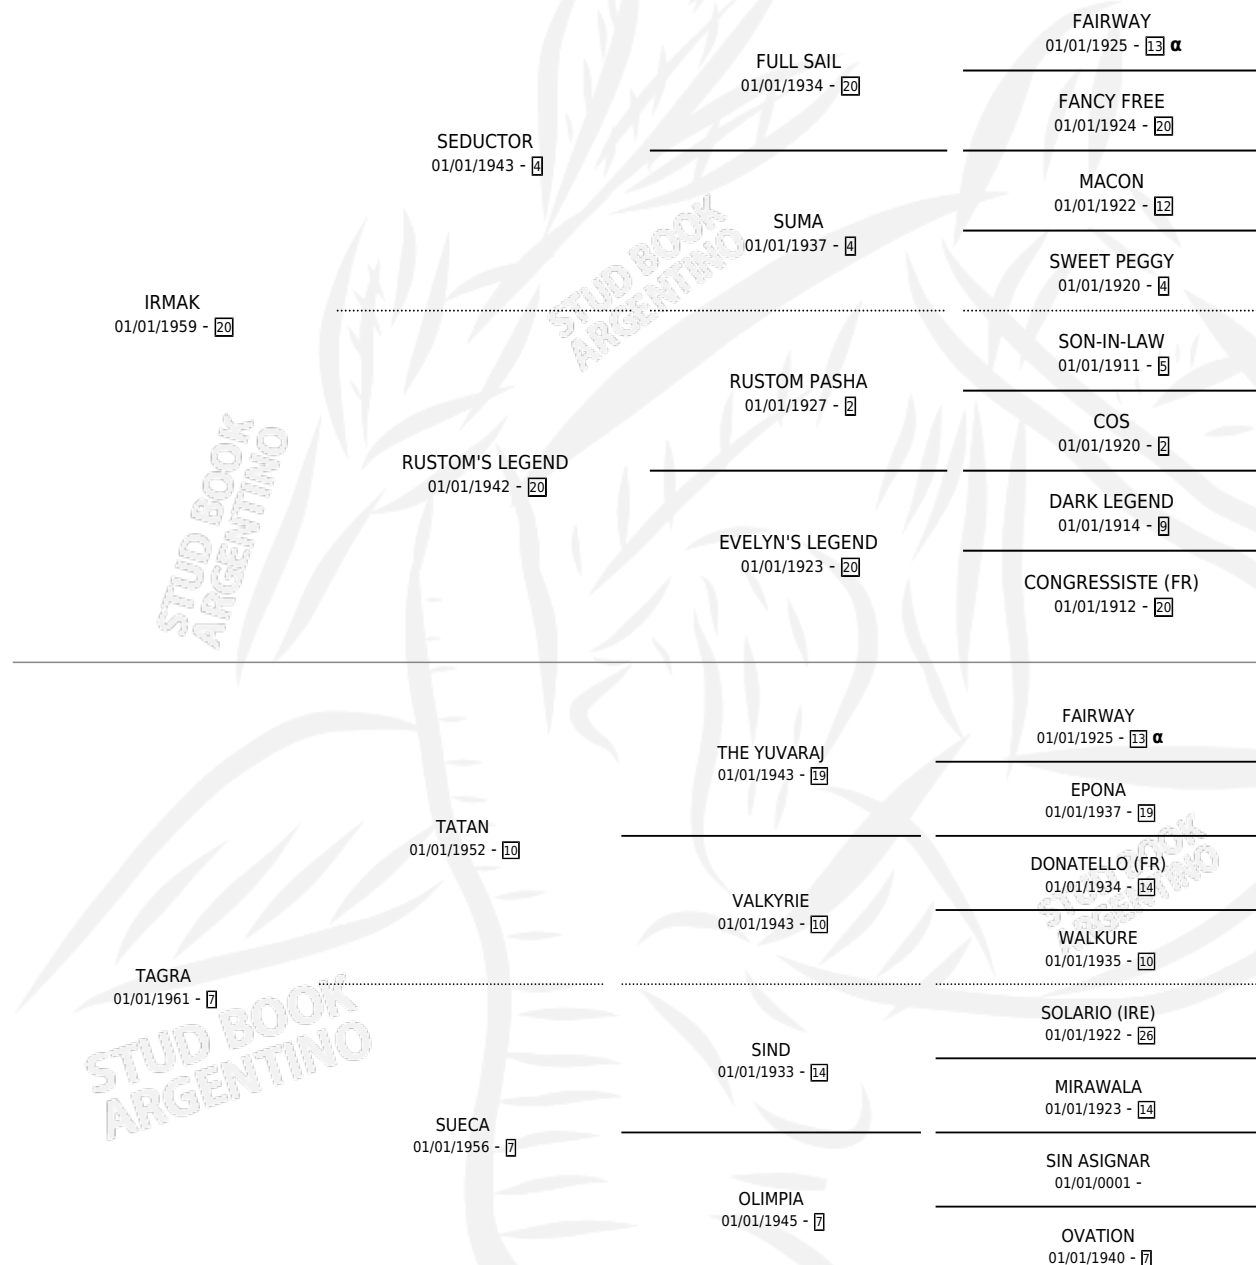 FAIRWAY
01/01/1925 - 13 α
FULL SAIL
01/01/1934 - 20
FANCY FREE
01/01/1924 - 20
SEDUCTOR
01/01/1943 - 4
MACON
01/01/1922 - 12
SUMA
01/01/1937 - 4
SWEET PEGGY
01/01/1920 - 4
IRMAK
01/01/1959 - 20
SON-IN-LAW
01/01/1911 - 5
RUSTOM PASHA
01/01/1927 - 2
COS
01/01/1920 - 2
RUSTOM'S LEGEND
01/01/1942 - 20
DARK LEGEND
01/01/1914 - 9
EVELYN'S LEGEND
01/01/1923 - 20
CONGRESSISTE (FR)
01/01/1912 - 20
FAIRWAY
01/01/1925 - 13 α
THE YUVARAJ
01/01/1943 - 19
EPONA
01/01/1937 - 19
TATAN
01/01/1952 - 10
DONATELLO (FR)
01/01/1934 - 14
VALKYRIE
01/01/1943 - 10
WALKURE
01/01/1935 - 10
TAGRA
01/01/1961 - 7
SOLARIO (IRE)
01/01/1922 - 26
SIND
01/01/1933 - 14
MIRAWALA
01/01/1923 - 14
SUECA
01/01/1956 - 7
SIN ASIGNAR
01/01/0001 -
OLIMPIA
01/01/1945 - 7
OVATION
01/01/1940 - 7
STUD BOOK
ARGENTINO
STUD BOOK
ARGENTINO
STUD BOOK
ARGENTINO
STUD BOOK
ARGENTINO